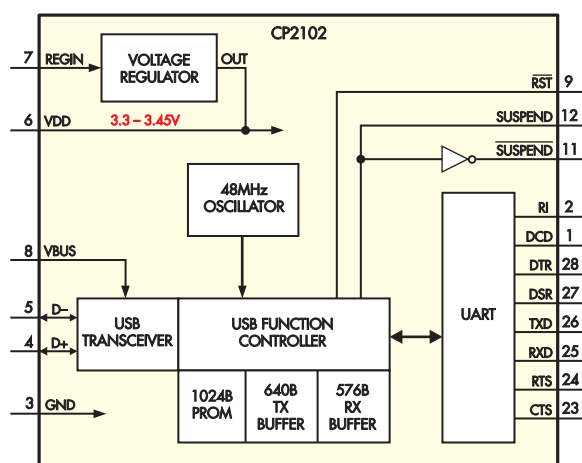 CP2102
7 REGIN
VOLTAGE
REGULATOR
OUT
RST 9
6 VDD
3.3 – 3.45V
SUSPEND 12
SUSPEND 11
48MHz
OSCILLATOR
RI 2
DCD 1
8 VBUS
DTR 28
DSR 27
5 D–
4 D+
USB
TRANSCEIVER
USB FUNCTION
CONTROLLER
UART
TXD 26
RXD 25
RTS 24
CTS 23
1024B
PROM
640B
TX
BUFFER
576B
RX
BUFFER
3 GND